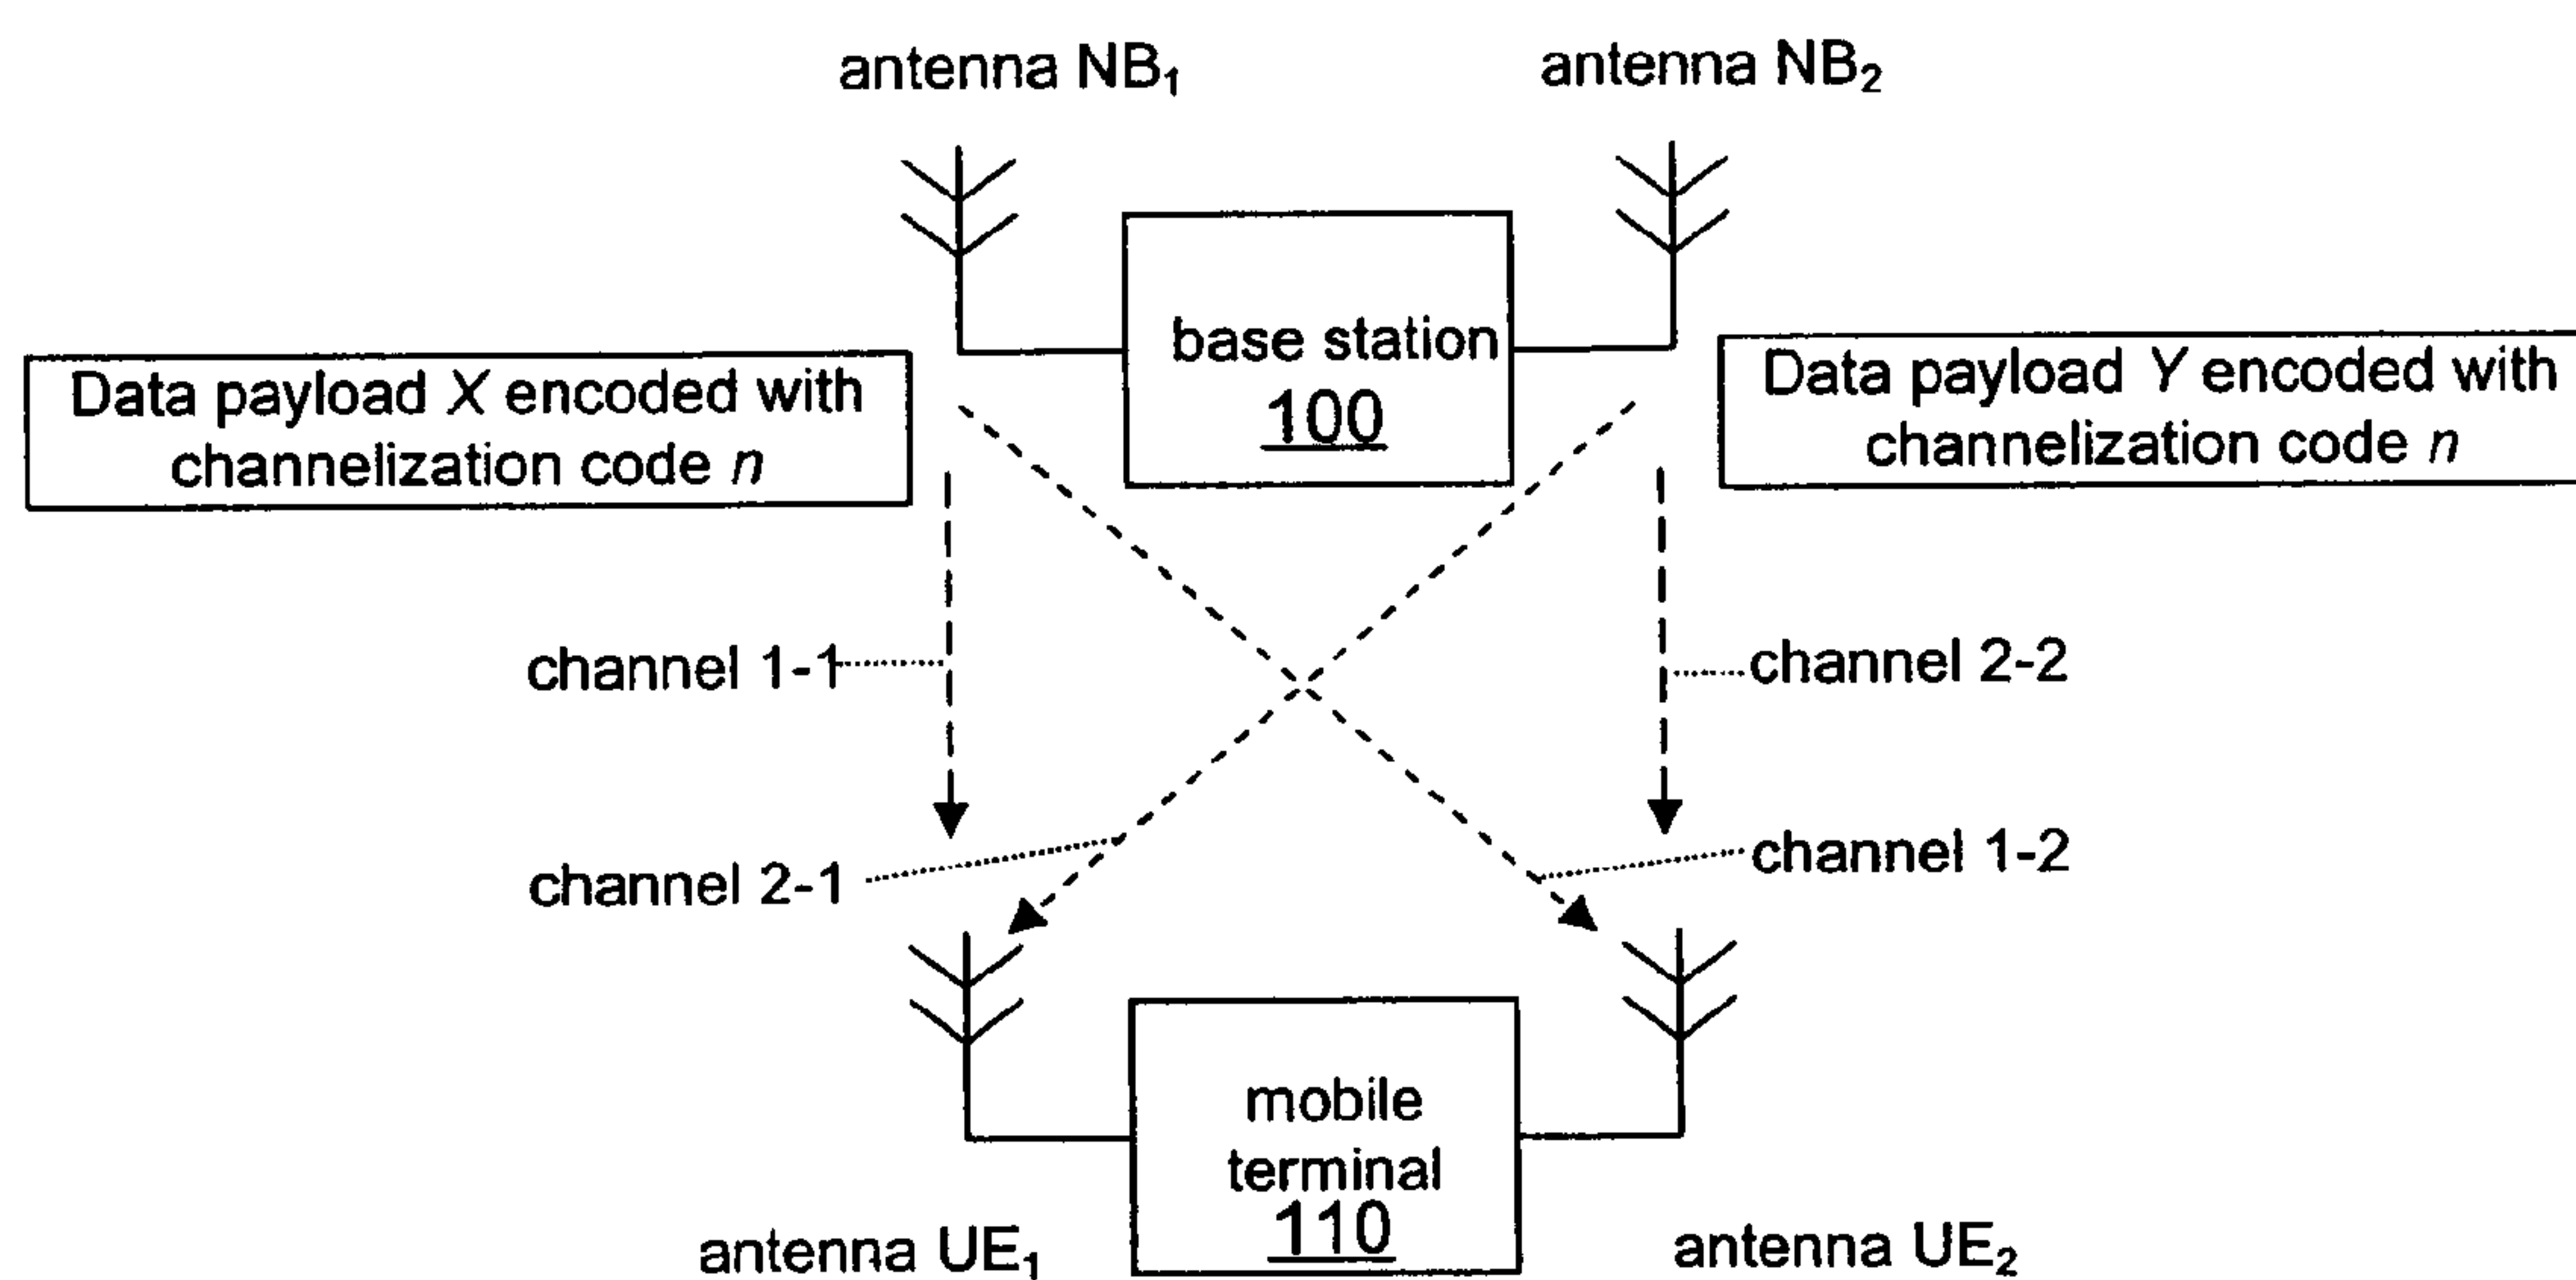 antenna NB₁
antenna NB₂
base station
100
Data payload X encoded with
channelization code n
Data payload Y encoded with
channelization code n
channel 1-1
channel 2-2
channel 2-1
channel 1-2
mobile
terminal
110
antenna UE₁
antenna UE₂